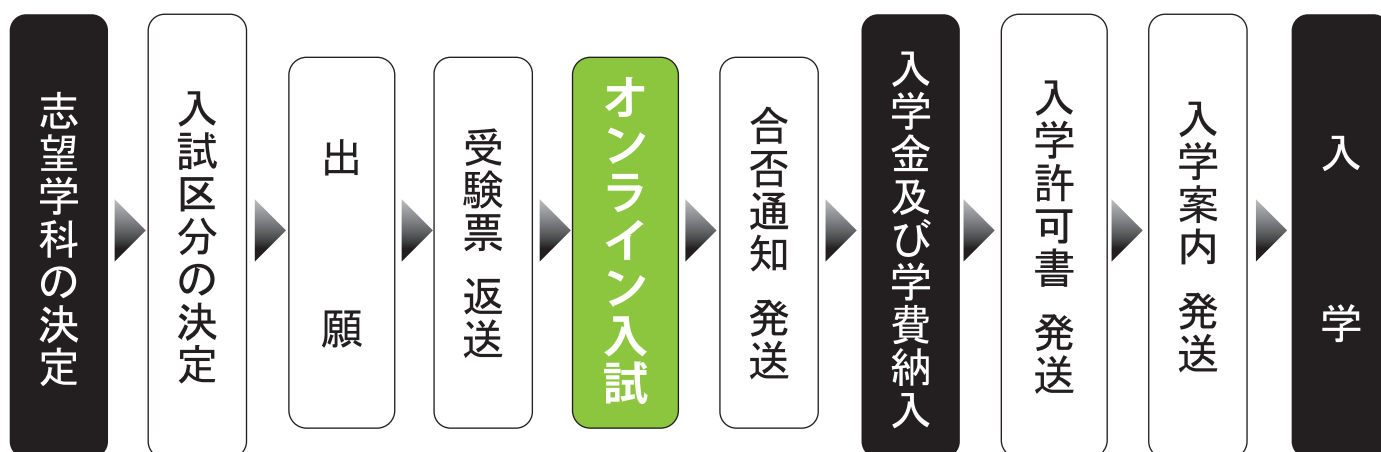 志望学科の決定
入試区分の決定
出願
受験票 返送
オンライン入試
合否通知 発送
入学金及び学費納入
入学許可書 発送
入学案内 発送
入学